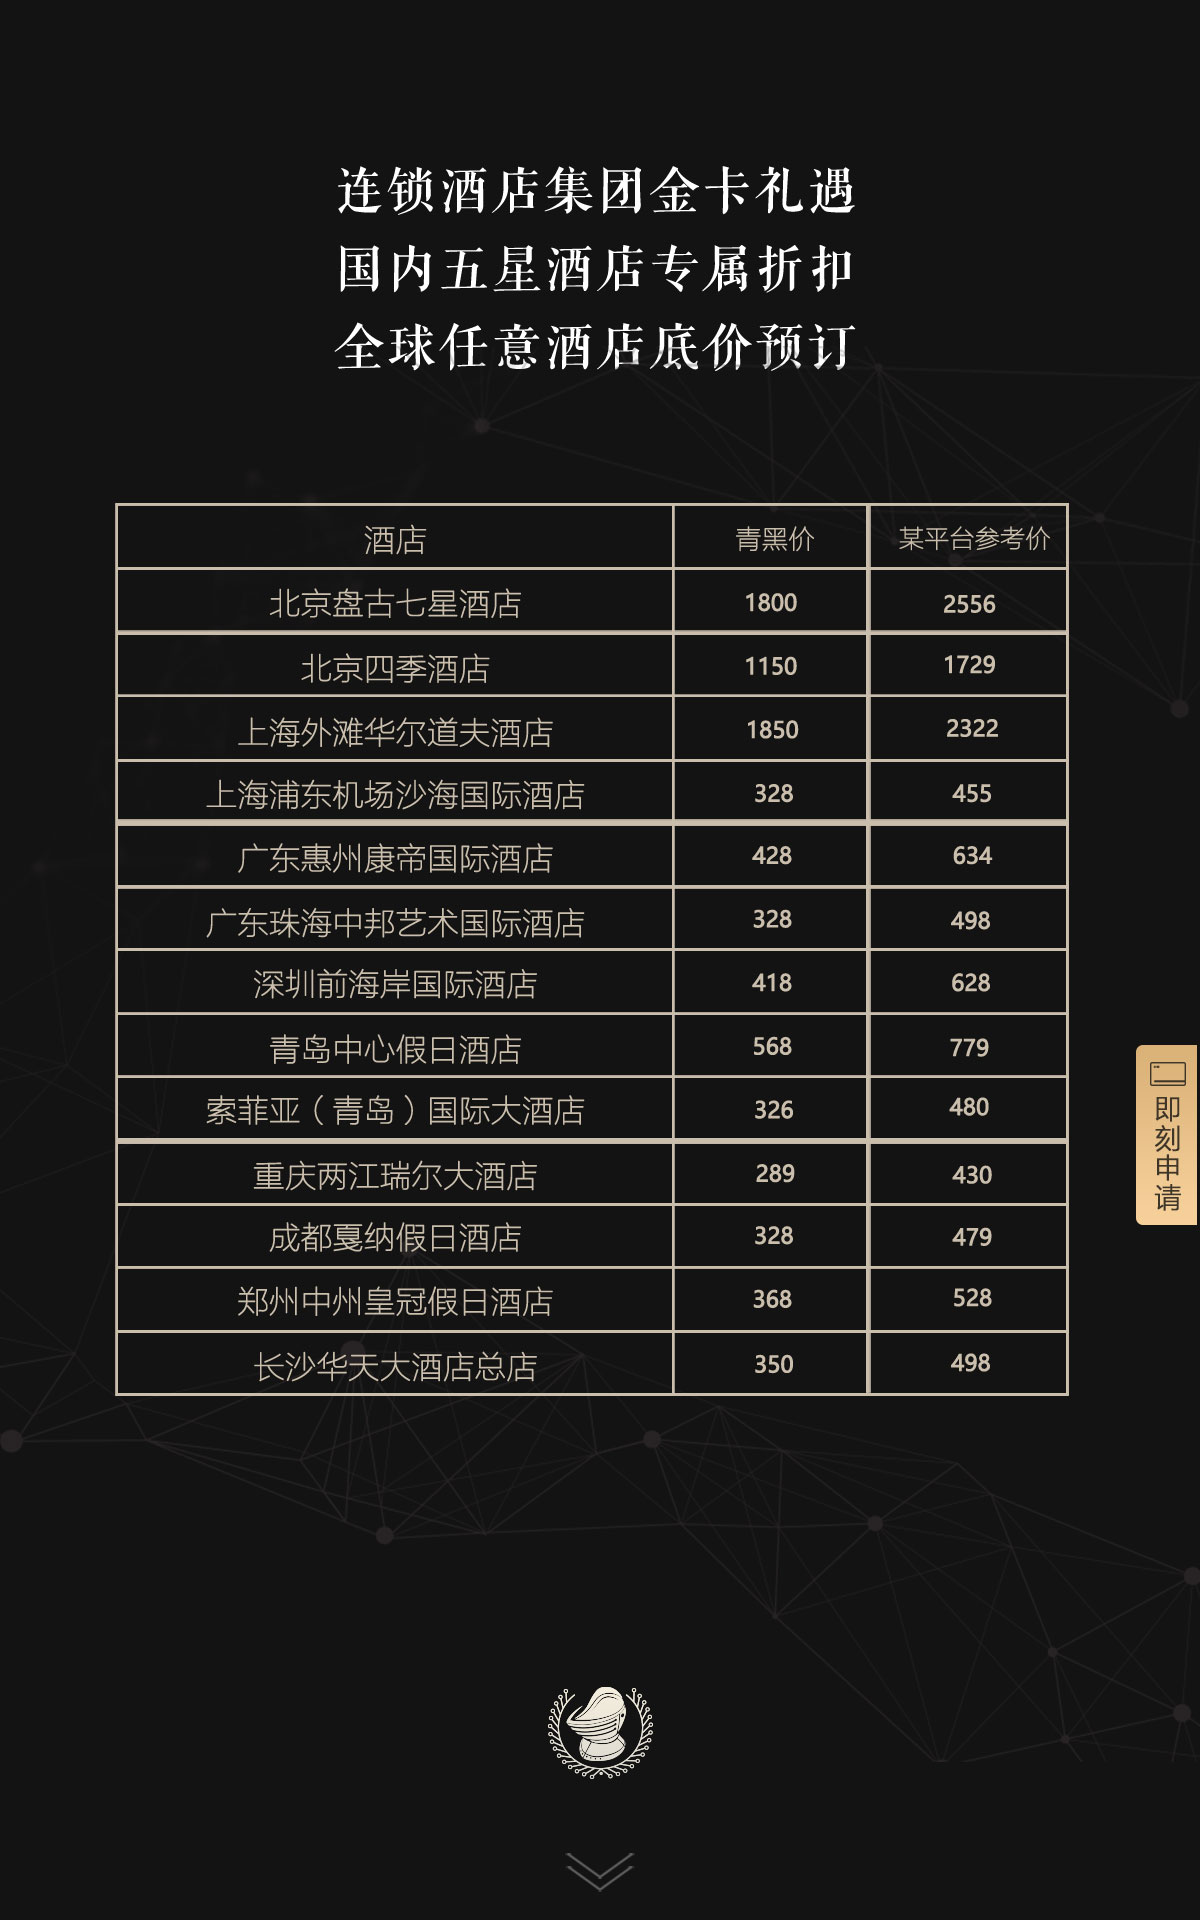 连锁酒店集团金卡礼遇
国内五星酒店专属折扣
全球任意酒店底价预订
酒店 青黑价 某平台参考价
北京盘古七星酒店 1800 2556
北京四季酒店 1150 1729
上海外滩华尔道夫酒店 1850 2322
上海浦东机场沙海国际酒店 328 455
广东惠州康帝国际酒店 428 634
广东珠海中邦艺术国际酒店 328 498
深圳前海岸国际酒店 418 628
青岛中心假日酒店 568 779
索菲亚（青岛）国际大酒店 326 480
重庆两江瑞尔大酒店 289 430
成都戛纳假日酒店 328 479
郑州中州皇冠假日酒店 368 528
长沙华天大酒店总店 350 498
即刻申请